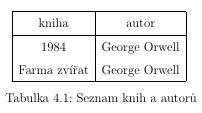 kniha autor
1984 George Orwell
Farma zvířat George Orwell
Tabulka 4.1: Seznam knih a autorů